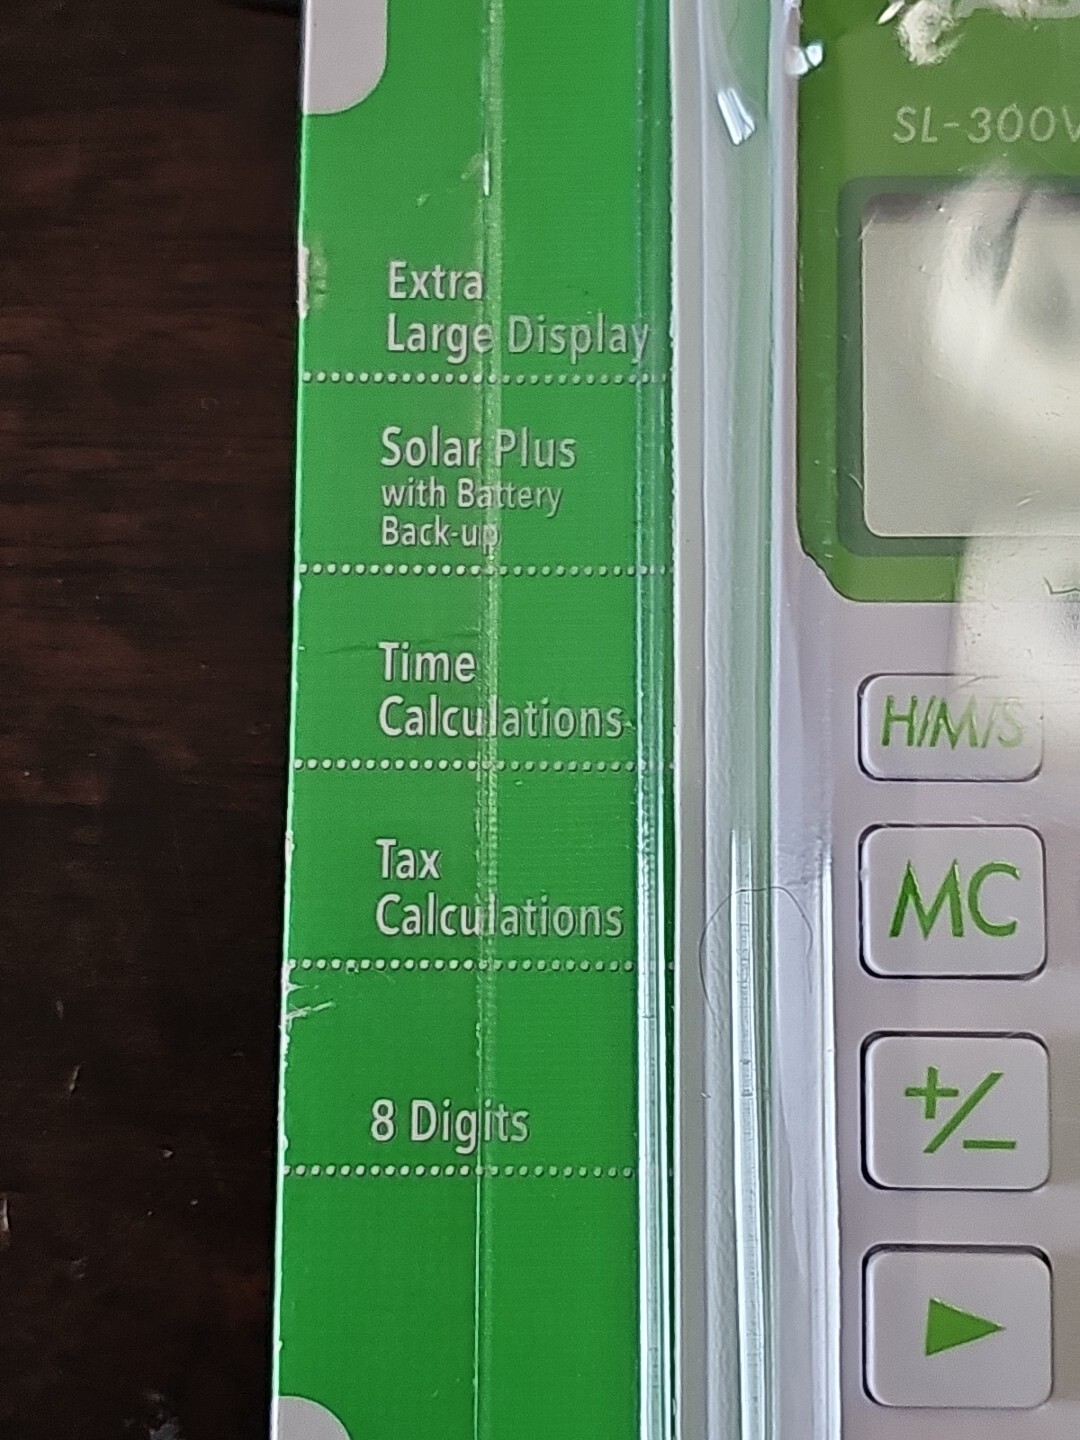 SL-300V
Extra
Large Display
Solar Plus
with Battery
Back-up
Time
Calculations
Tax
Calculations
8 Digits
H/M/S
MC
+/−